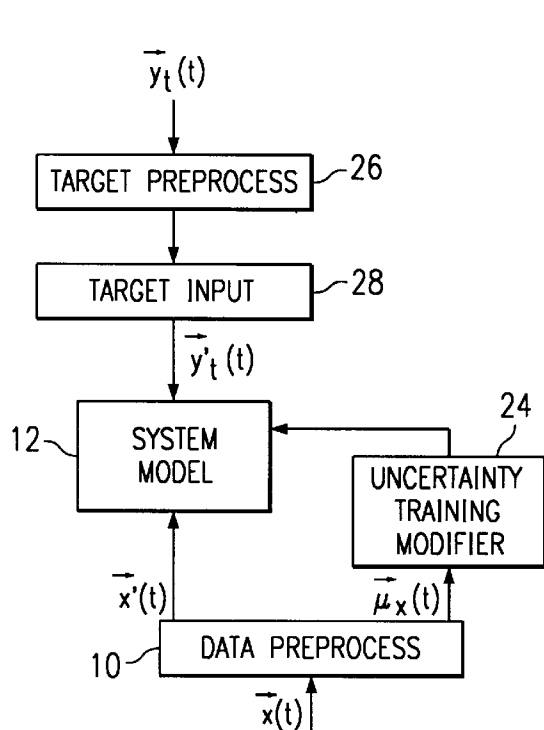 y⃗t(t)
TARGET PREPROCESS
26
TARGET INPUT
28
y⃗'t(t)
12
SYSTEM
MODEL
24
UNCERTAINTY
TRAINING
MODIFIER
x⃗'(t)
μ⃗x(t)
10
DATA PREPROCESS
x⃗(t)